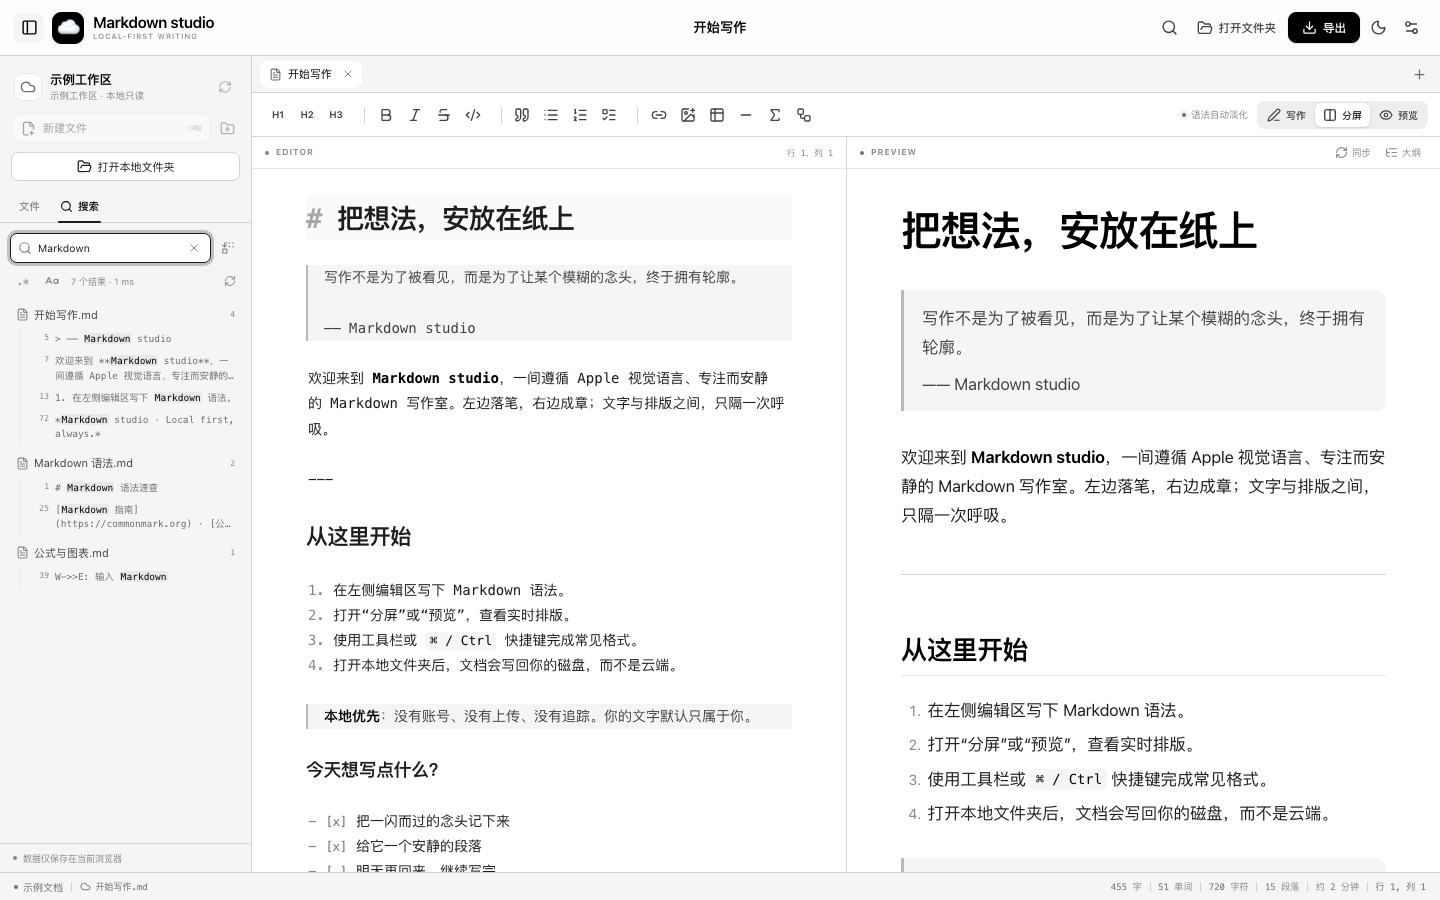 Markdown studio
LOCAL-FIRST WRITING
开始写作
打开文件夹
导出
示例工作区
示例工作区 · 本地只读
新建文件
打开本地文件夹
文件
搜索
Markdown
.*
Aa
7 个结果 · 1 ms
开始写作.md
4
5 > —— Markdown studio
7 欢迎来到 **Markdown studio**，一
间遵循 Apple 视觉语言、专注而安静的…
13 1. 在左侧编辑区写下 Markdown 语法。
72 *Markdown studio · Local first,
always.*
Markdown 语法.md
2
1 # Markdown 语法速查
25 [Markdown 指南]
(https://commonmark.org) · [公…
公式与图表.md
1
39 W->>E: 输入 Markdown
数据仅保存在当前浏览器
开始写作
H1 H2 H3
语法自动淡化
写作
分屏
预览
EDITOR
行 1, 列 1
# 把想法，安放在纸上
写作不是为了被看见，而是为了让某个模糊的念头，终于拥有轮廓。
—— Markdown studio
欢迎来到 Markdown studio，一间遵循 Apple 视觉语言、专注而安静
的 Markdown 写作室。左边落笔，右边成章；文字与排版之间，只隔一次呼
吸。
---
从这里开始
1. 在左侧编辑区写下 Markdown 语法。
2. 打开“分屏”或“预览”，查看实时排版。
3. 使用工具栏或 ⌘ / Ctrl 快捷键完成常见格式。
4. 打开本地文件夹后，文档会写回你的磁盘，而不是云端。
本地优先：没有账号、没有上传、没有追踪。你的文字默认只属于你。
今天想写点什么?
- [x] 把一闪而过的念头记下来
- [x] 给它一个安静的段落
- [ ] 明天再回来，继续写完
PREVIEW
同步
大纲
把想法，安放在纸上
写作不是为了被看见，而是为了让某个模糊的念头，终于拥有
轮廓。
—— Markdown studio
欢迎来到 Markdown studio，一间遵循 Apple 视觉语言、专注而安
静的 Markdown 写作室。左边落笔，右边成章；文字与排版之间，
只隔一次呼吸。
从这里开始
1. 在左侧编辑区写下 Markdown 语法。
2. 打开“分屏”或“预览”，查看实时排版。
3. 使用工具栏或 ⌘ / Ctrl 快捷键完成常见格式。
4. 打开本地文件夹后，文档会写回你的磁盘，而不是云端。
示例文档
开始写作.md
455 字
51 单词
720 字符
15 段落
约 2 分钟
行 1, 列 1